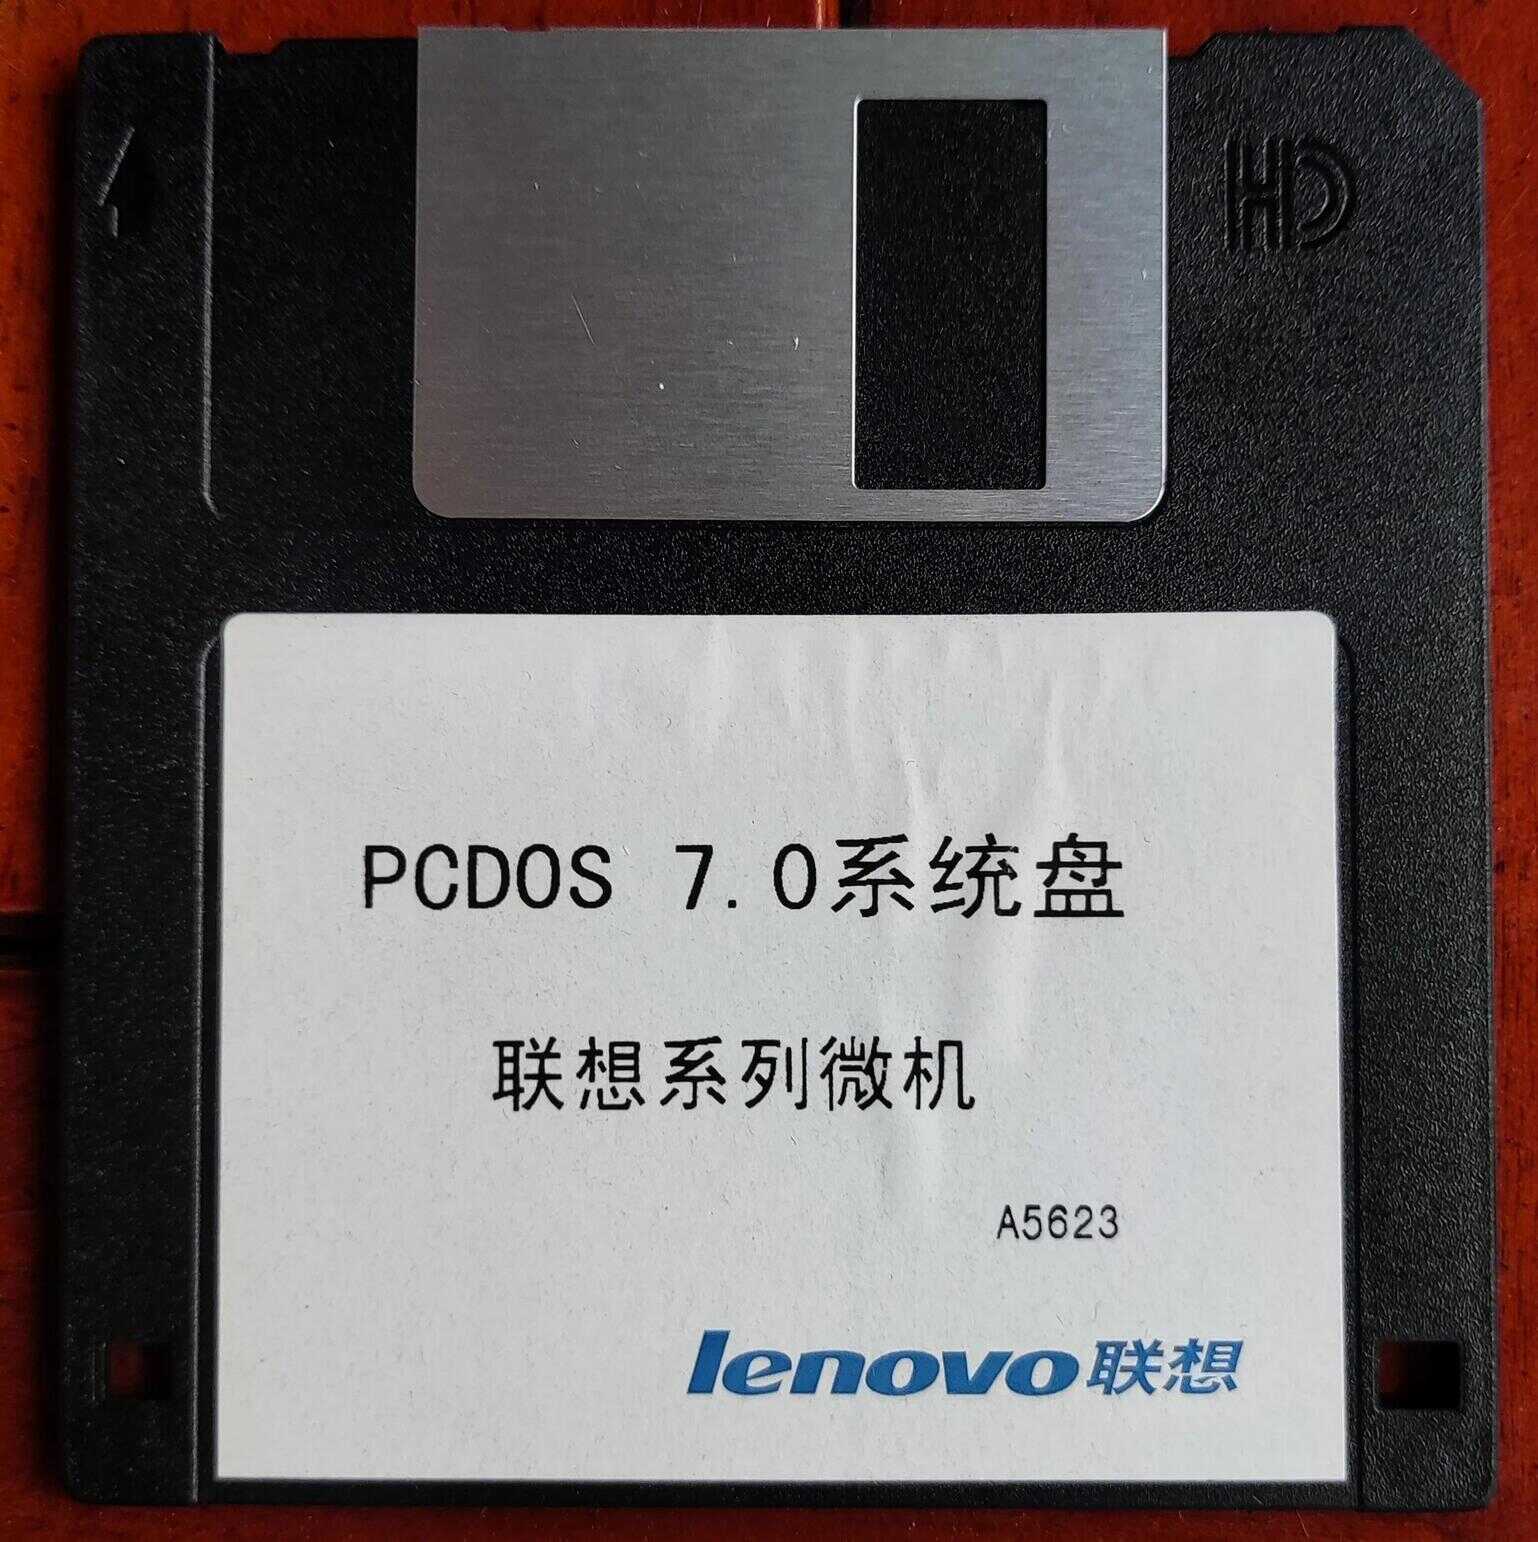 HD
PCDOS 7.0系统盘
联想系列微机
A5623
lenovo联想